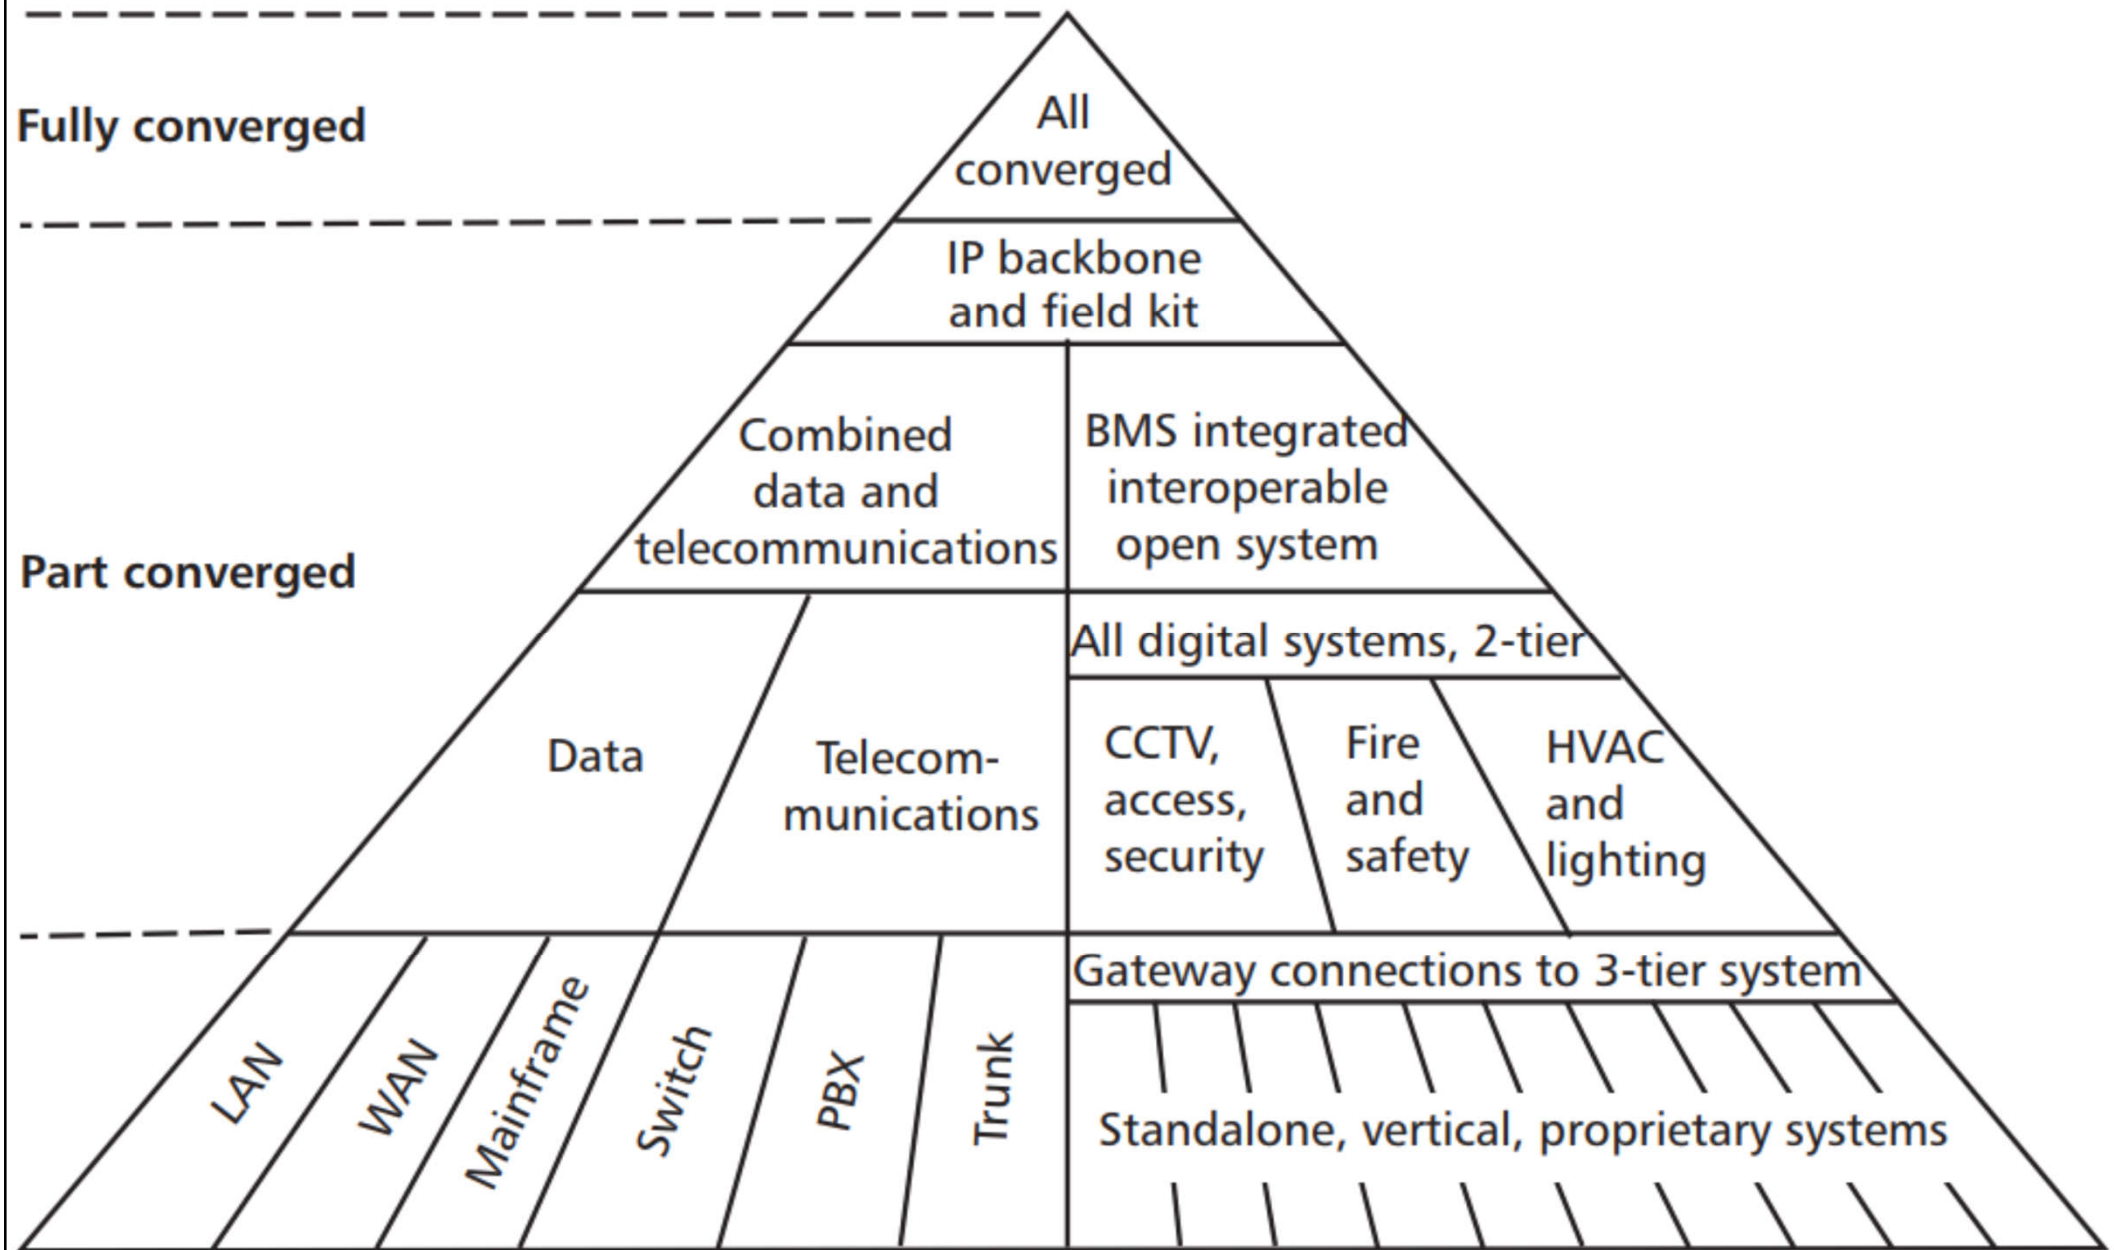 Fully converged
All
converged
IP backbone
and field kit
Part converged
Combined
data and
telecommunications
BMS integrated
interoperable
open system
Data
Telecom-
munications
All digital systems, 2-tier
CCTV,
access,
security
Fire
and
safety
HVAC
and
lighting
LAN
WAN
Mainframe
Switch
PBX
Trunk
Gateway connections to 3-tier system
Standalone, vertical, proprietary systems